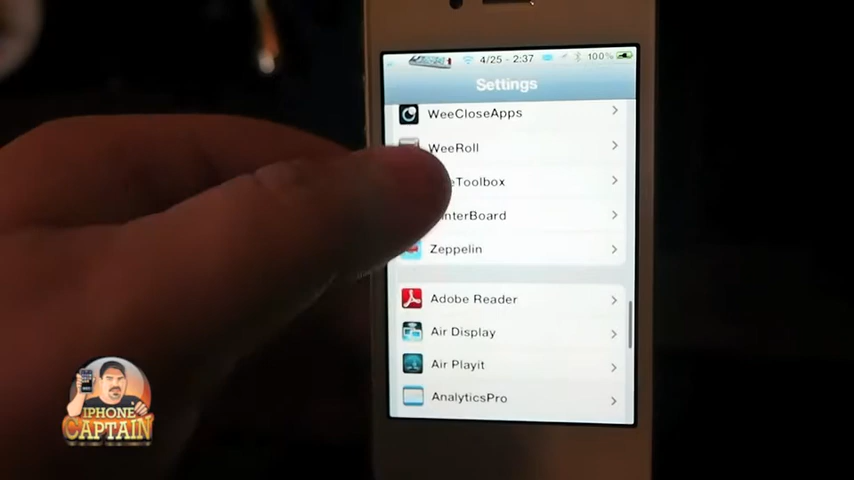 4/25 - 2:37 100%
Settings
WeeCloseApps
WeeRoll
eToolbox
nterBoard
Zeppelin
Adobe Reader
Air Display
Air Playit
AnalyticsPro
IPHONE
CAPTAIN